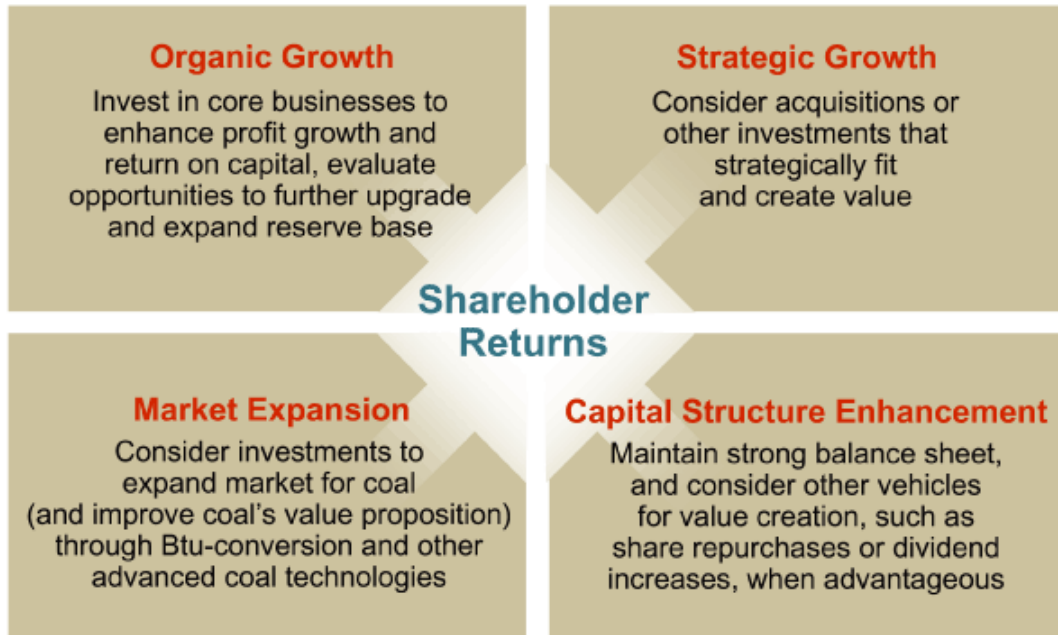 Organic Growth
Invest in core businesses to
enhance profit growth and
return on capital, evaluate
opportunities to further upgrade
and expand reserve base
Strategic Growth
Consider acquisitions or
other investments that
strategically fit
and create value
Shareholder
Returns
Market Expansion
Consider investments to
expand market for coal
(and improve coal's value proposition)
through Btu-conversion and other
advanced coal technologies
Capital Structure Enhancement
Maintain strong balance sheet,
and consider other vehicles
for value creation, such as
share repurchases or dividend
increases, when advantageous